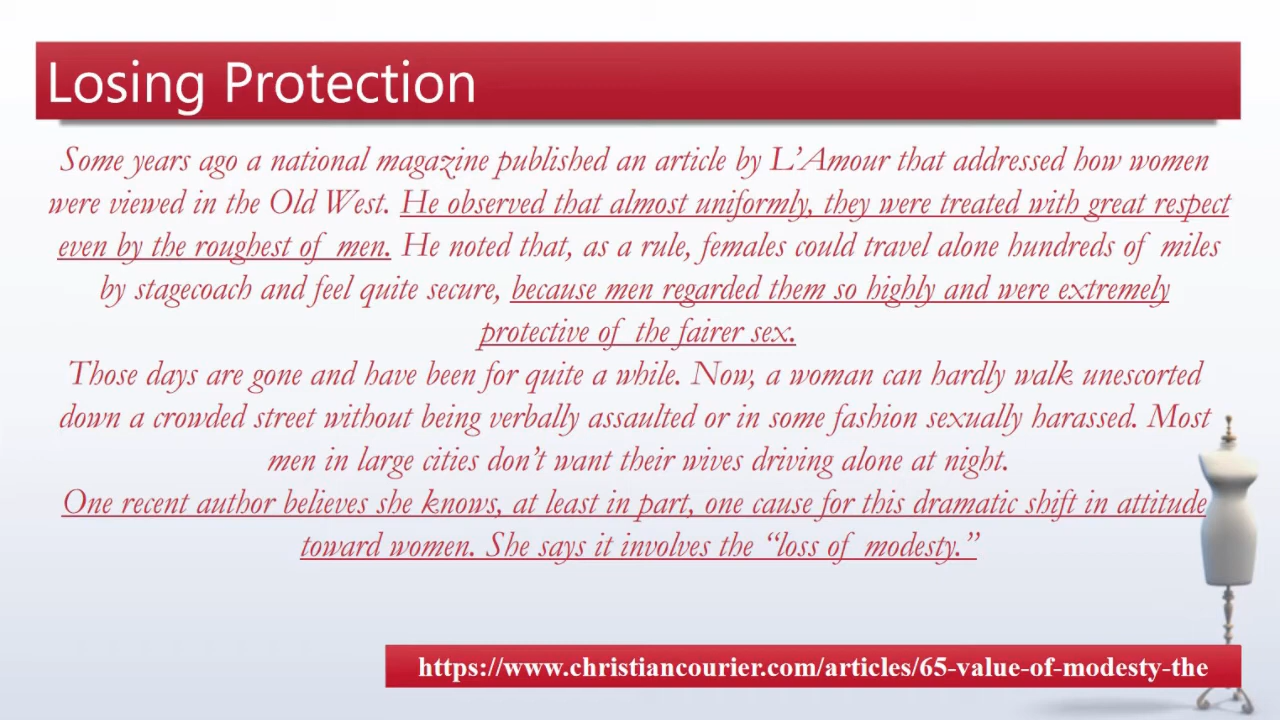 Losing Protection
Some years ago a national magazine published an article by L’Amour that addressed how women
were viewed in the Old West. He observed that almost uniformly, they were treated with great respect
even by the roughest of men. He noted that, as a rule, females could travel alone hundreds of miles
by stagecoach and feel quite secure, because men regarded them so highly and were extremely
protective of the fairer sex.
Those days are gone and have been for quite a while. Now, a woman can hardly walk unescorted
down a crowded street without being verbally assaulted or in some fashion sexually harassed. Most
men in large cities don’t want their wives driving alone at night.
One recent author believes she knows, at least in part, one cause for this dramatic shift in attitude
toward women. She says it involves the “loss of modesty.”
https://www.christiancourier.com/articles/65-value-of-modesty-the